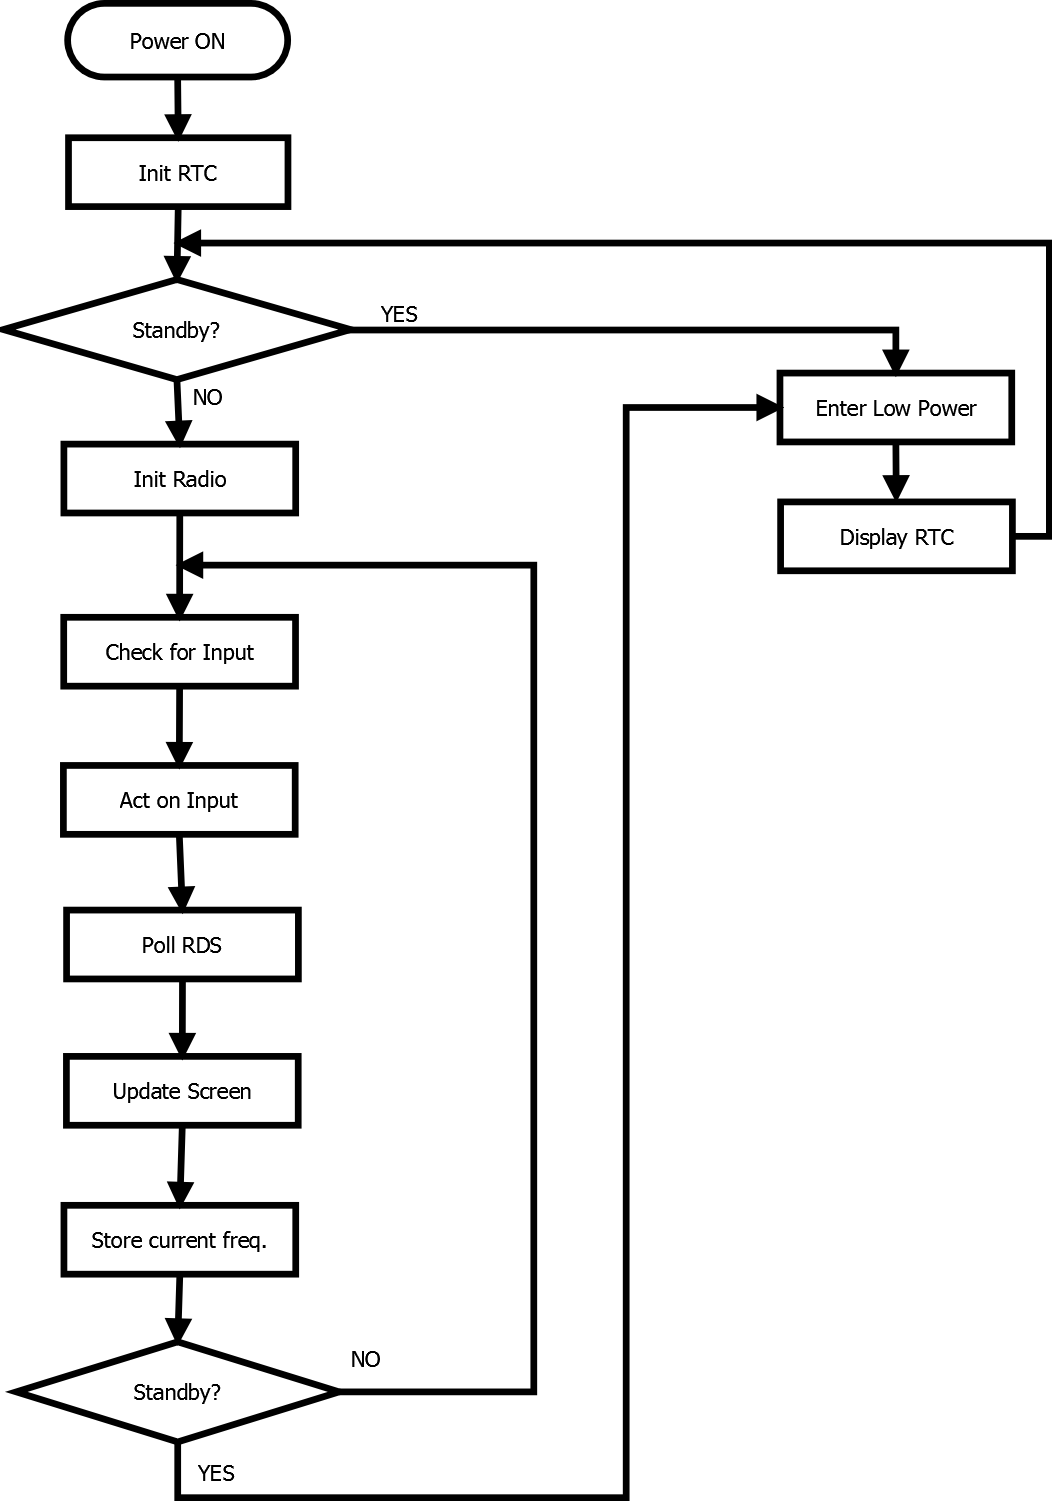 Power ON
Init RTC
Standby?
YES
NO
Enter Low Power
Init Radio
Display RTC
Check for Input
Act on Input
Poll RDS
Update Screen
Store current freq.
NO
Standby?
YES